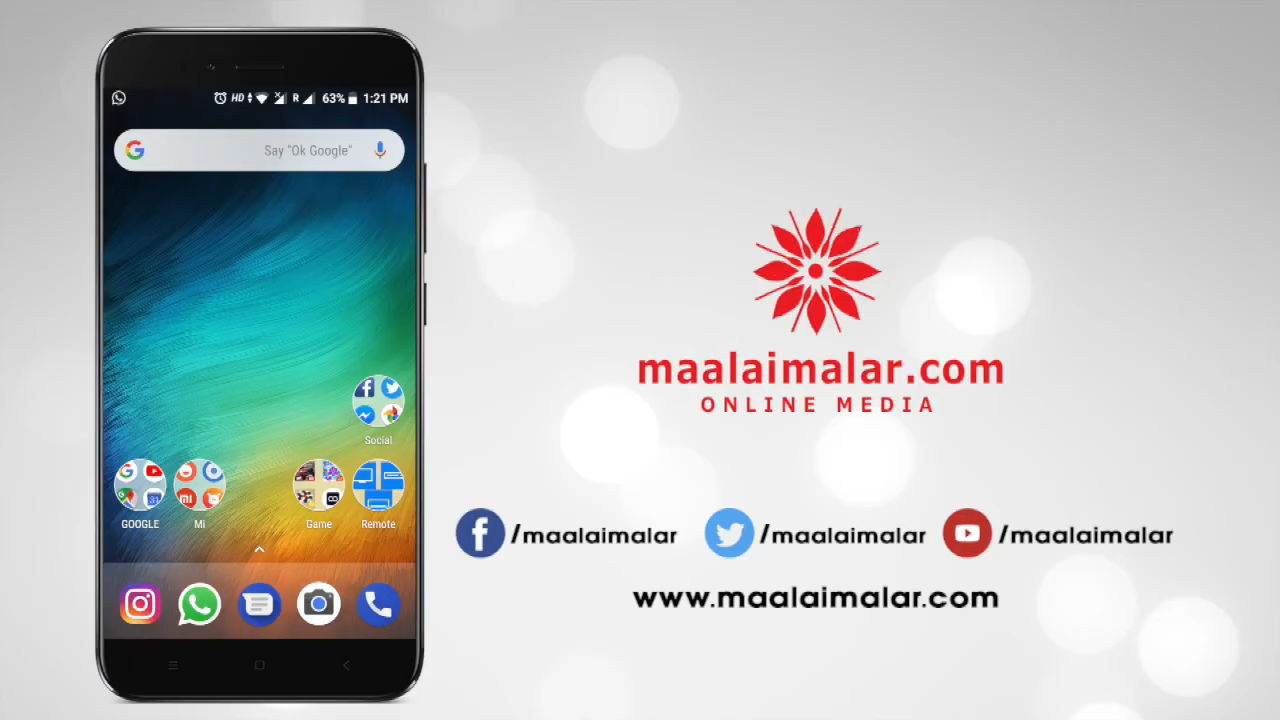 HD R 63% 1:21 PM
Say "Ok Google"
Social
GOOGLE Mi Game Remote
maalaimalar.com
ONLINE MEDIA
/maalaimalar /maalaimalar /maalaimalar
www.maalaimalar.com